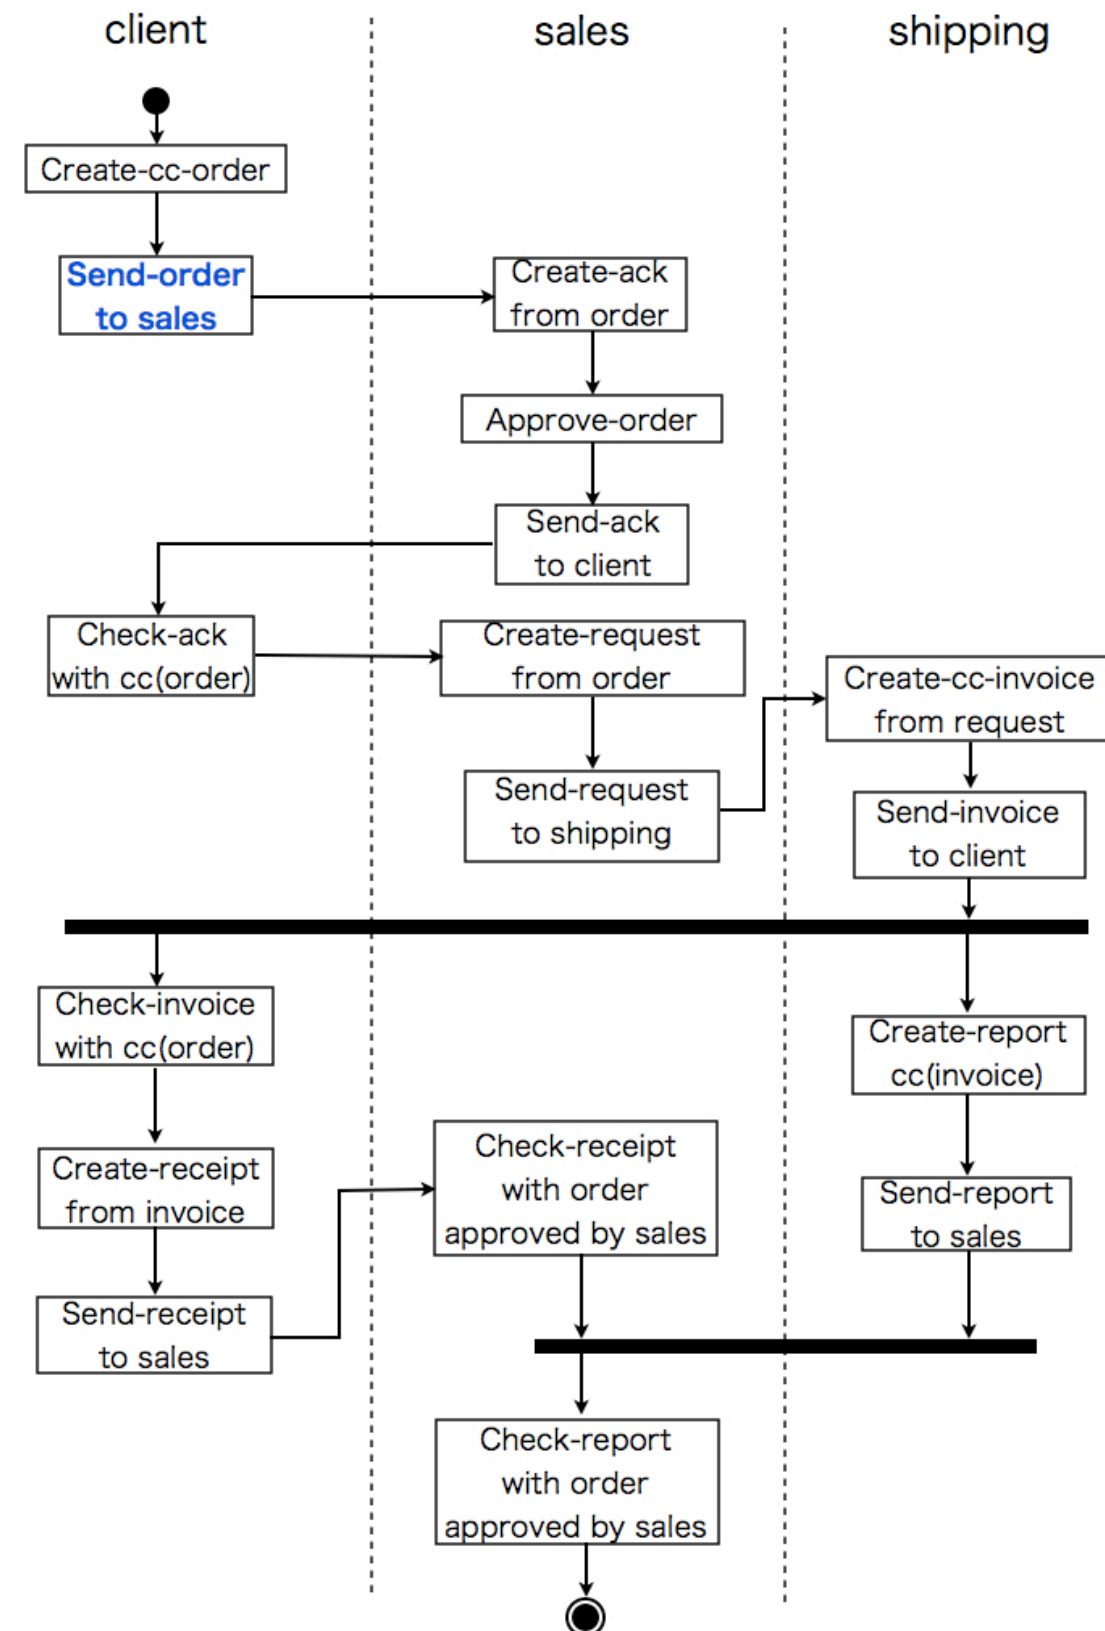 client
sales
shipping
Create-cc-order
Send-order
to sales
Create-ack
from order
Approve-order
Send-ack
to client
Check-ack
with cc(order)
Create-request
from order
Create-cc-invoice
from request
Send-request
to shipping
Send-invoice
to client
Check-invoice
with cc(order)
Create-report
cc(invoice)
Create-receipt
from invoice
Check-receipt
with order
approved by sales
Send-report
to sales
Send-receipt
to sales
Check-report
with order
approved by sales